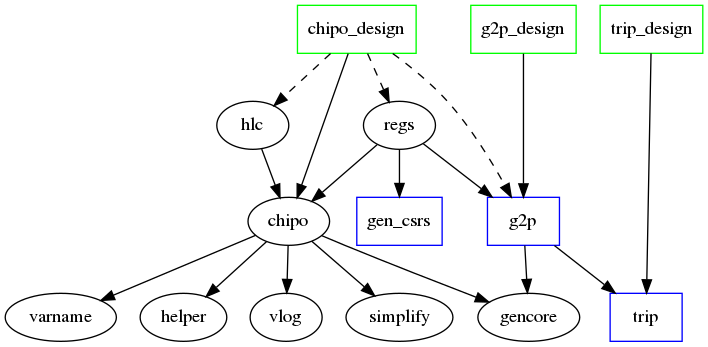 chipo_design
g2p_design
trip_design
hlc
regs
chipo
gen_csrs
g2p
varname
helper
vlog
simplify
gencore
trip